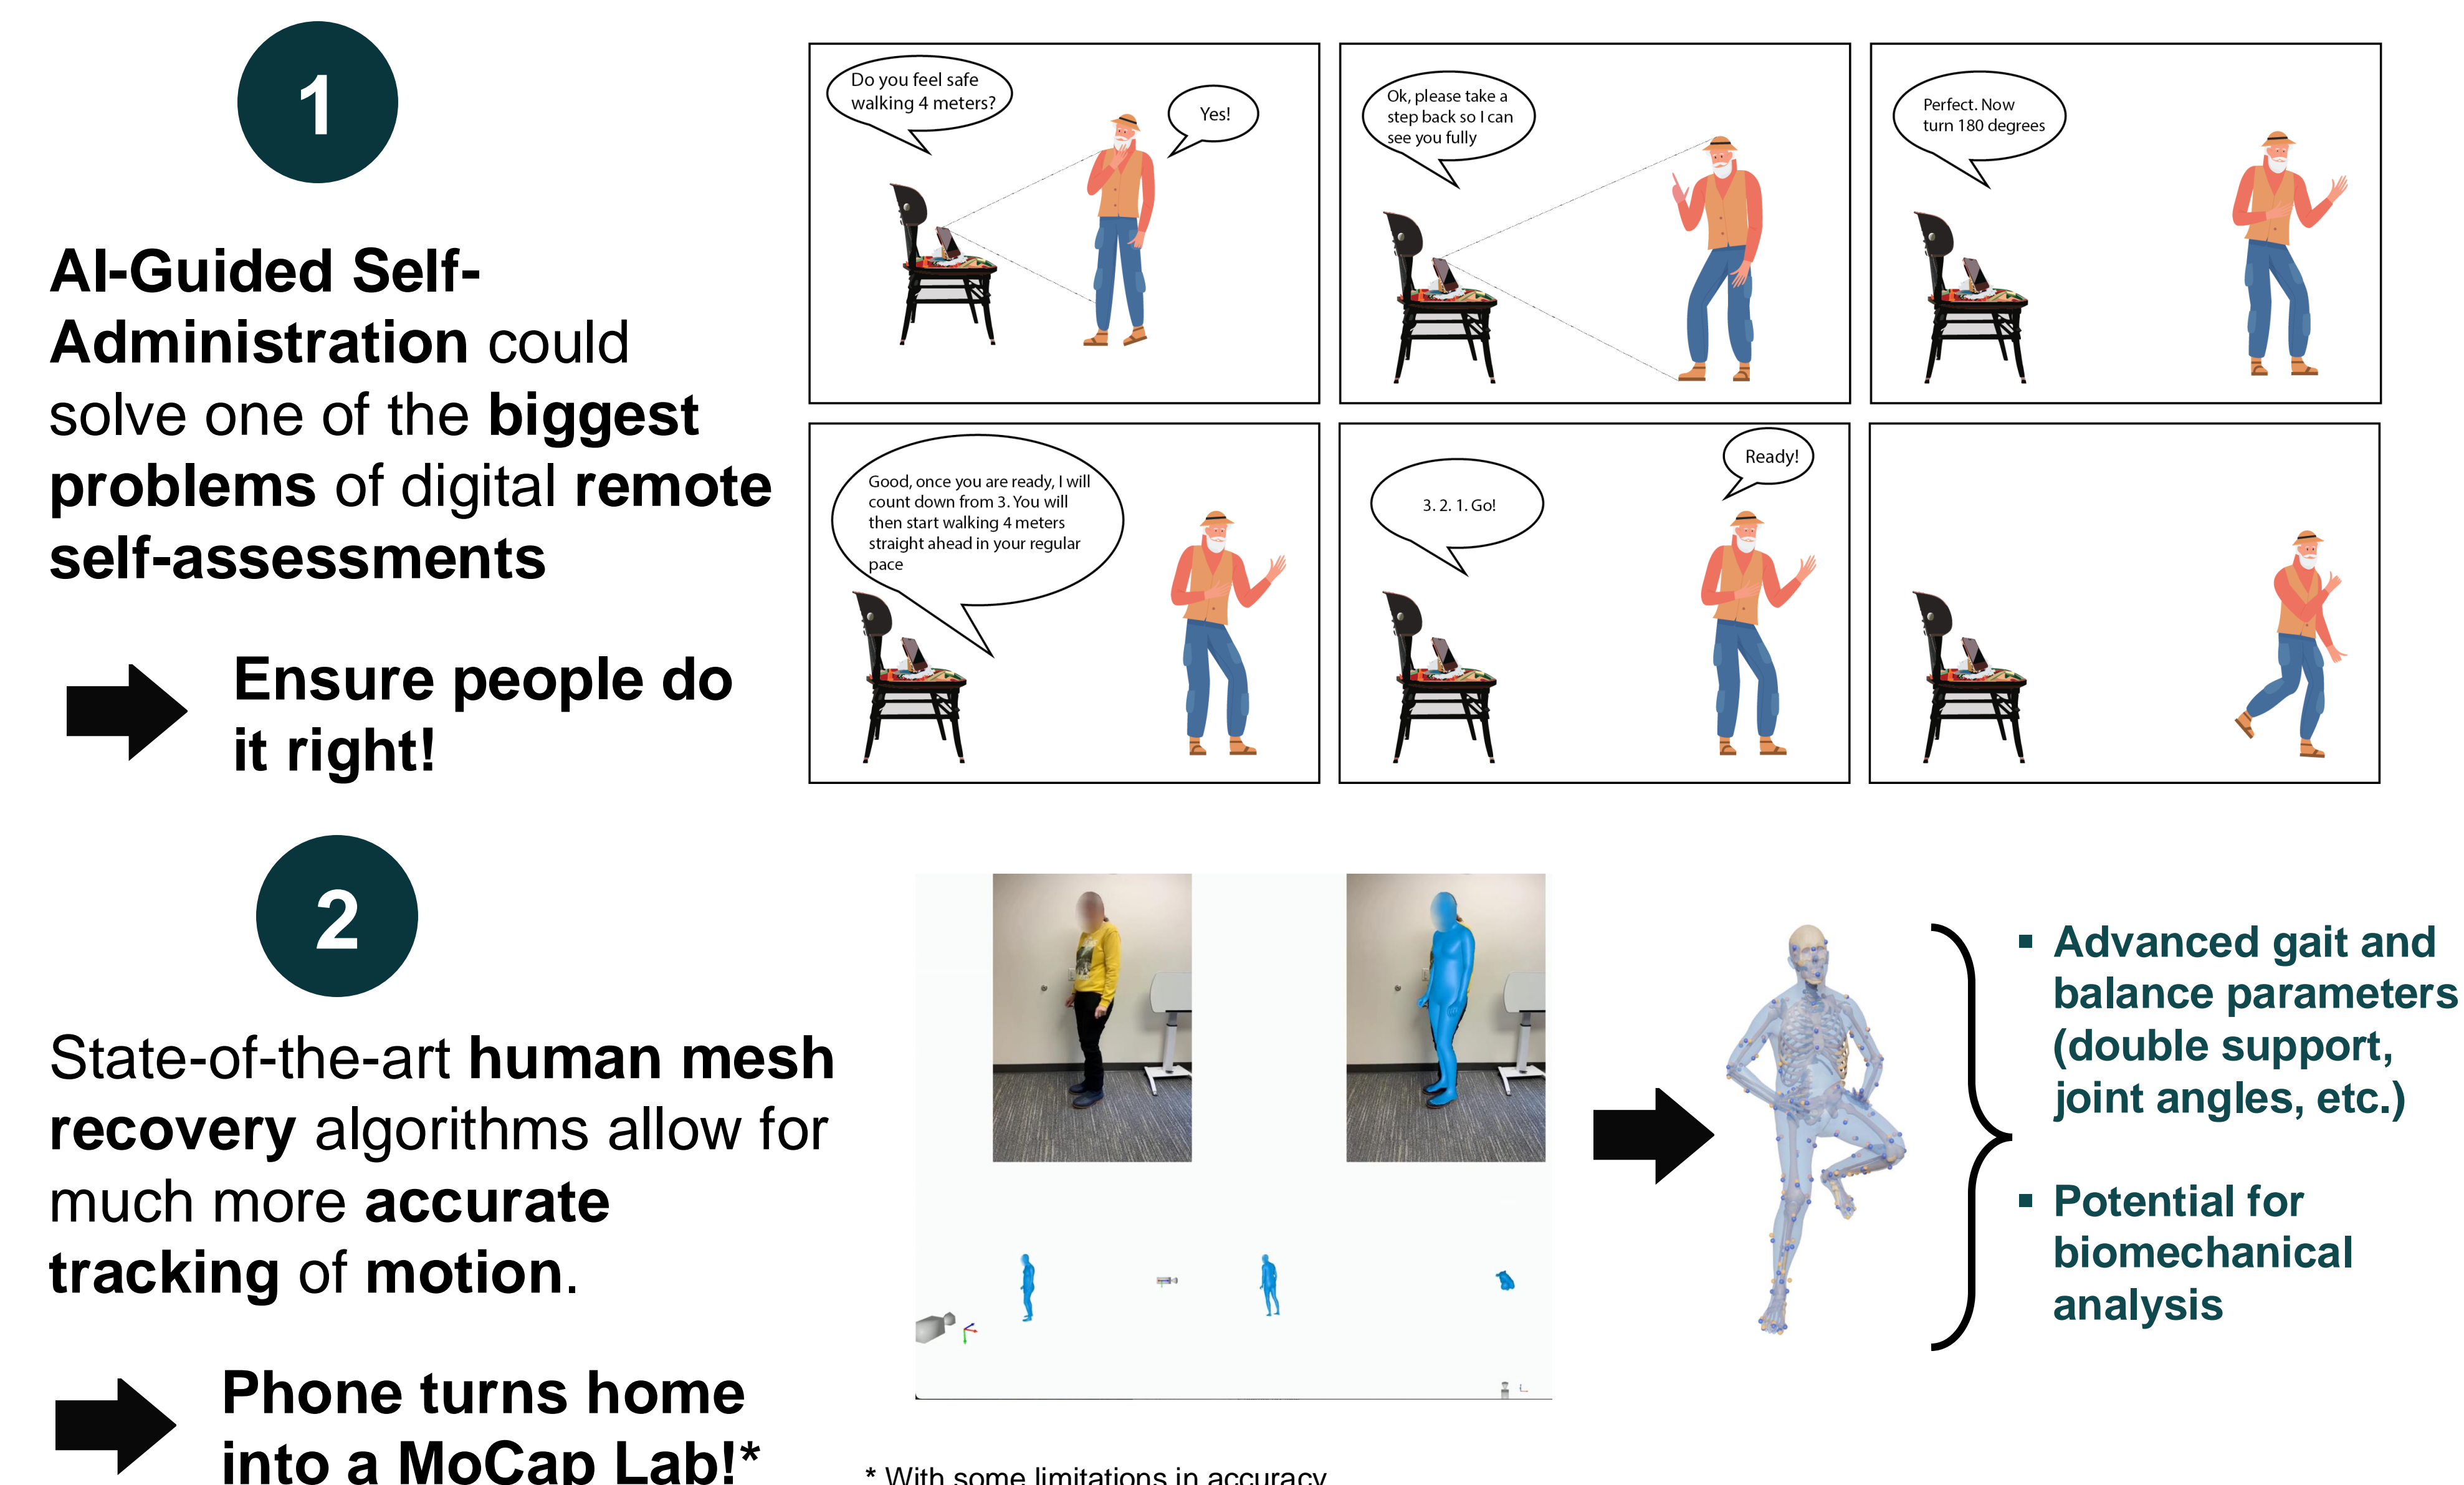 1
AI-Guided Self-
Administration could
solve one of the biggest
problems of digital remote
self-assessments
Ensure people do
it right!
Do you feel safe
walking 4 meters?
Yes!
Ok, please take a
step back so I can
see you fully
Perfect. Now
turn 180 degrees
Good, once you are ready, I will
count down from 3. You will
then start walking 4 meters
straight ahead in your regular
pace
3. 2. 1. Go!
Ready!
2
State-of-the-art human mesh
recovery algorithms allow for
much more accurate
tracking of motion.
Phone turns home
into a MoCap Lab!*
▪ Advanced gait and
balance parameters
(double support,
joint angles, etc.)
▪ Potential for
biomechanical
analysis
* With some limitations in accuracy